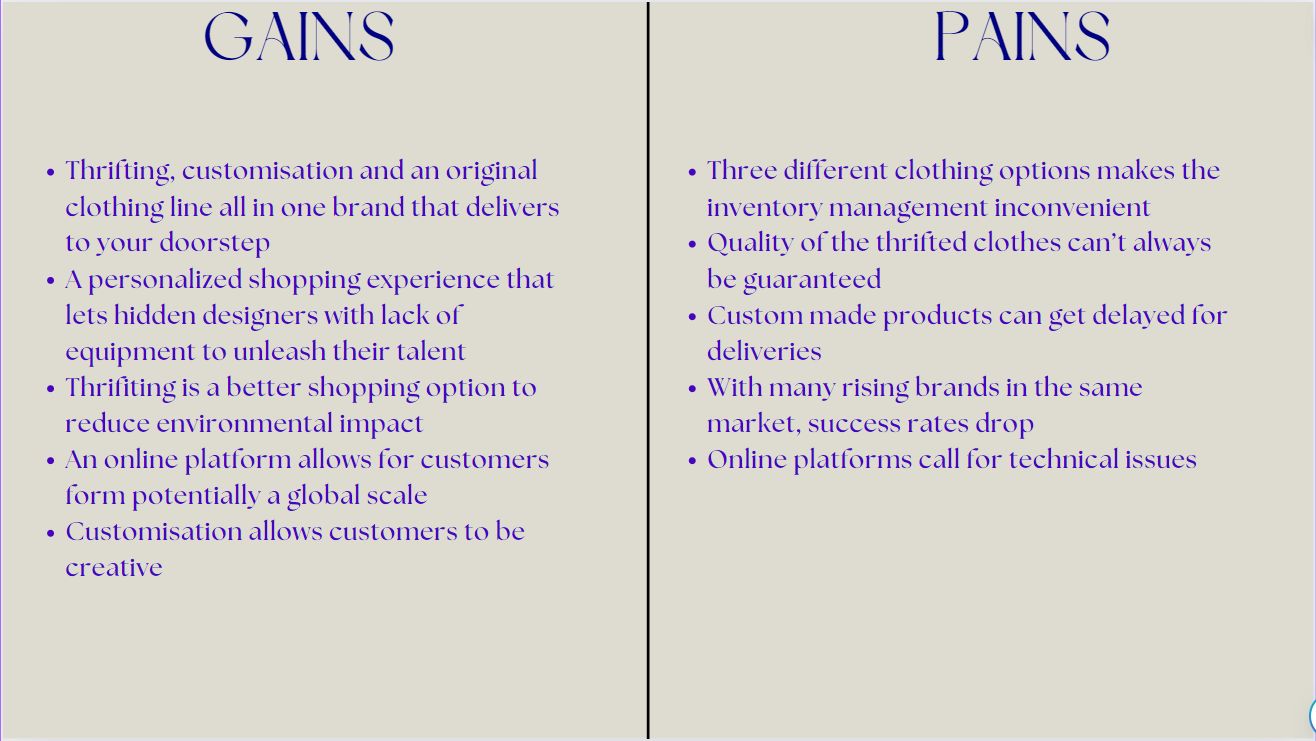 GAINS
• Thrifting, customisation and an original
clothing line all in one brand that delivers
to your doorstep
• A personalized shopping experience that
lets hidden designers with lack of
equipment to unleash their talent
• Thrifiting is a better shopping option to
reduce environmental impact
• An online platform allows for customers
form potentially a global scale
• Customisation allows customers to be
creative
PAINS
• Three different clothing options makes the
inventory management inconvenient
• Quality of the thrifted clothes can't always
be guaranteed
• Custom made products can get delayed for
deliveries
• With many rising brands in the same
market, success rates drop
• Online platforms call for technical issues